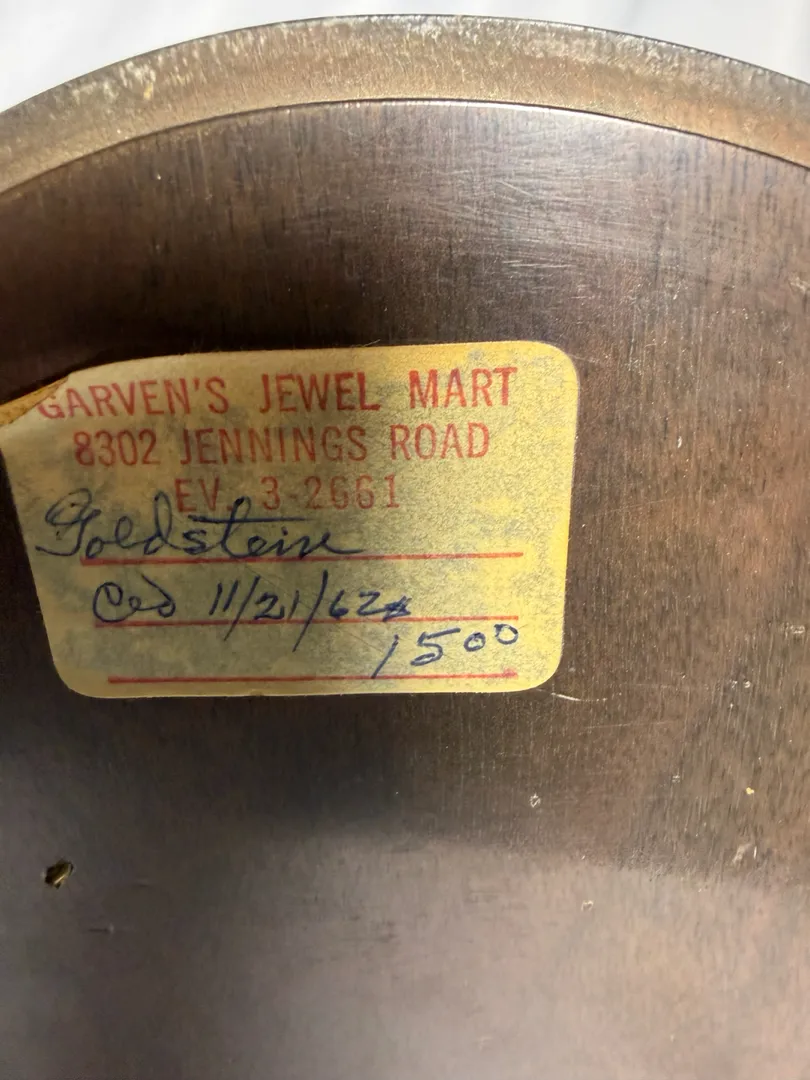 GARVEN'S JEWEL MART
8302 JENNINGS ROAD
EV. 3-2661
Goldstein
11/21/62
1500